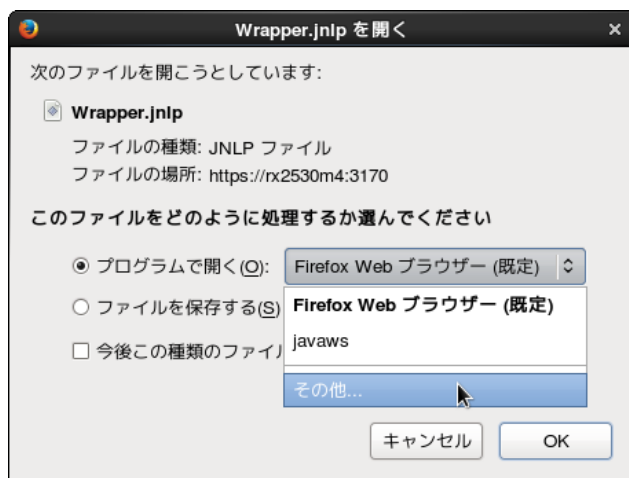 Wrapper.jnlp を開く
次のファイルを開こうとしています:
Wrapper.jnlp
ファイルの種類: JNLP ファイル
ファイルの場所: https://rx2530m4:3170
このファイルをどのように処理するか選んでください
プログラムで開く(O): Firefox Web ブラウザー (既定)
ファイルを保存する(S) Firefox Web ブラウザー (既定)
今後この種類のファイ javaws
その他...
キャンセル OK